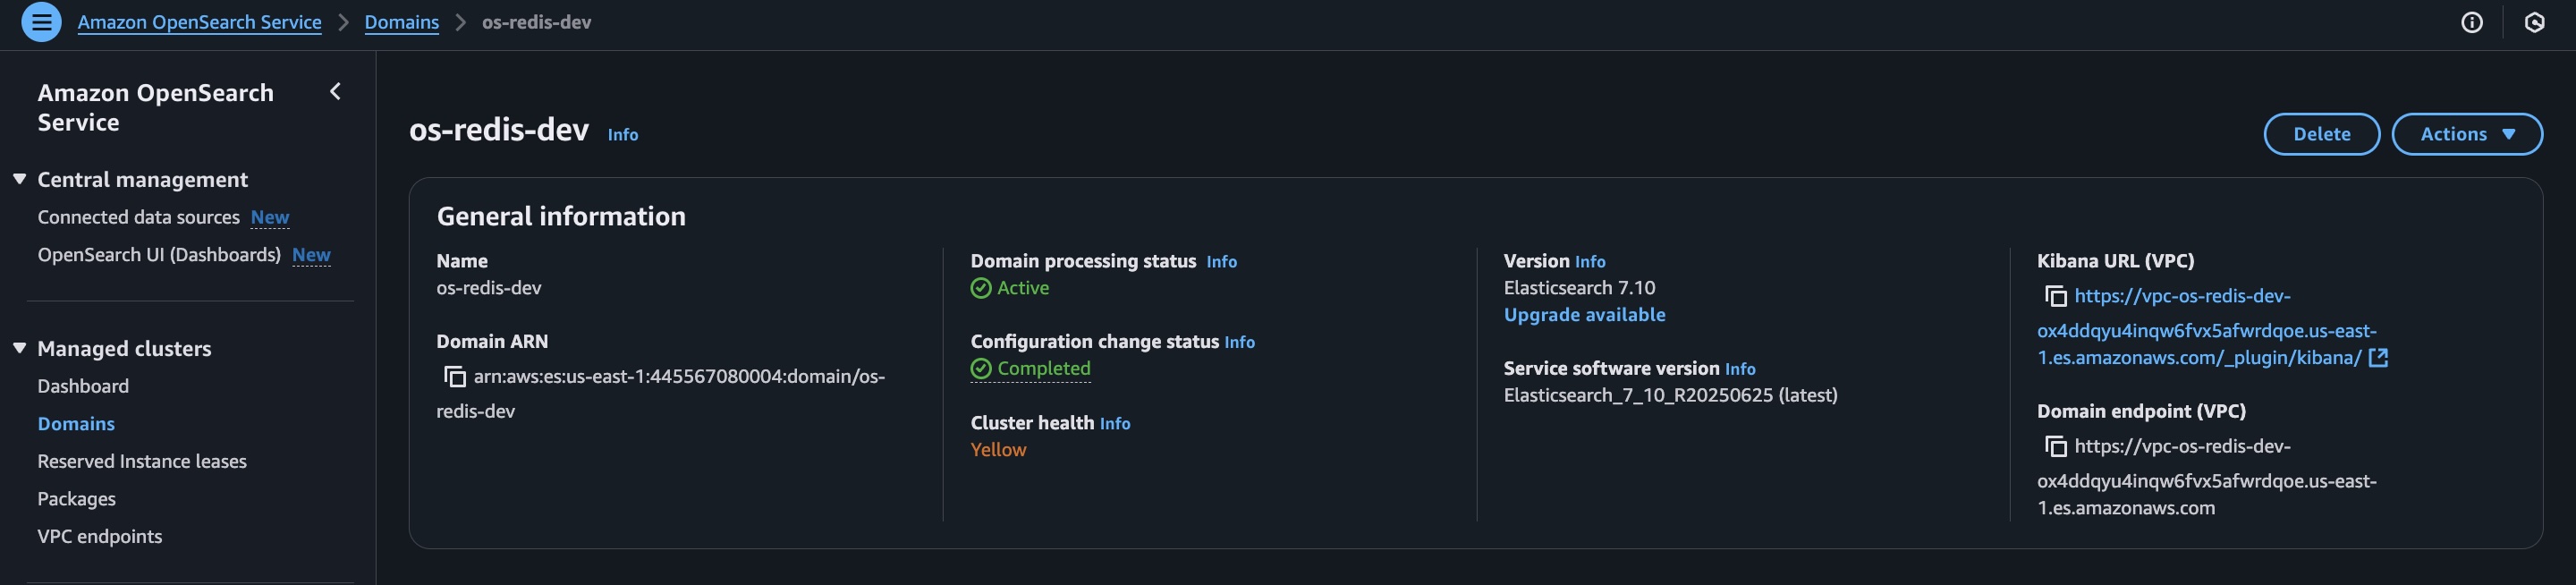 Amazon OpenSearch Service > Domains > os-redis-dev
Amazon OpenSearch
Service
Central management
Connected data sources New
OpenSearch UI (Dashboards) New
Managed clusters
Dashboard
Domains
Reserved Instance leases
Packages
VPC endpoints
os-redis-dev Info
Delete
Actions
General information
Name
os-redis-dev
Domain ARN
arn:aws:es:us-east-1:445567080004:domain/os-
redis-dev
Domain processing status Info
Active
Configuration change status Info
Completed
Cluster health Info
Yellow
Version Info
Elasticsearch 7.10
Upgrade available
Service software version Info
Elasticsearch_7_10_R20250625 (latest)
Kibana URL (VPC)
https://vpc-os-redis-dev-
ox4ddqyu4inqw6fvx5afwrdqoe.us-east-
1.es.amazonaws.com/_plugin/kibana/
Domain endpoint (VPC)
https://vpc-os-redis-dev-
ox4ddqyu4inqw6fvx5afwrdqoe.us-east-
1.es.amazonaws.com